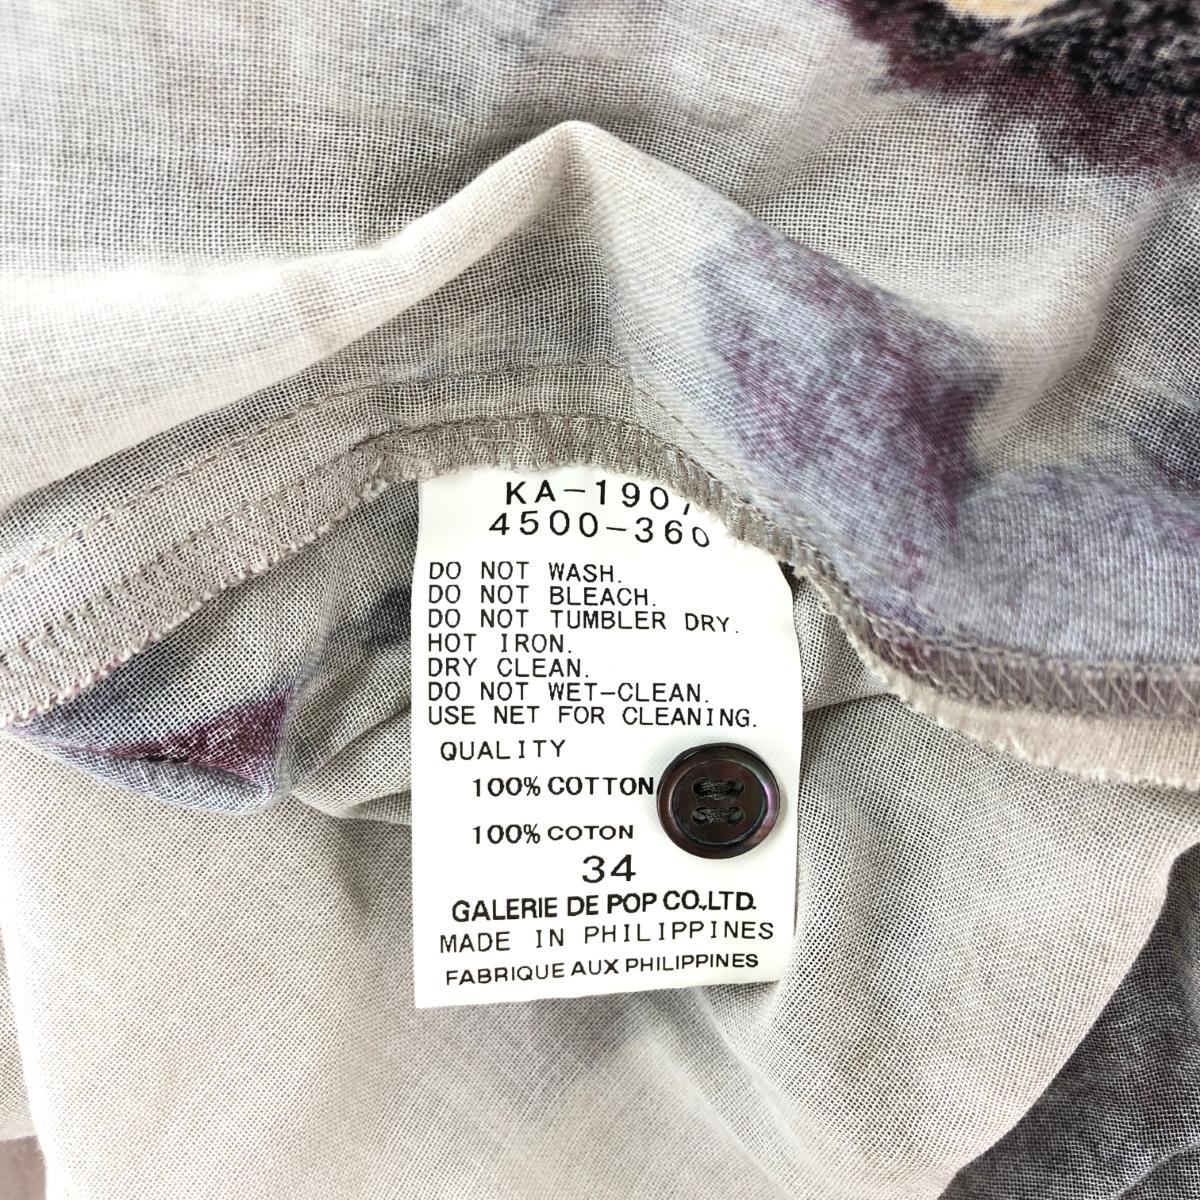 KA-1907
4500-360
DO NOT WASH.
DO NOT BLEACH.
DO NOT TUMBLER DRY.
HOT IRON.
DRY CLEAN.
DO NOT WET-CLEAN.
USE NET FOR CLEANING.
QUALITY
100% COTTON
100% COTON
34
GALERIE DE POP CO.,LTD.
MADE IN PHILIPPINES
FABRIQUE AUX PHILIPPINES